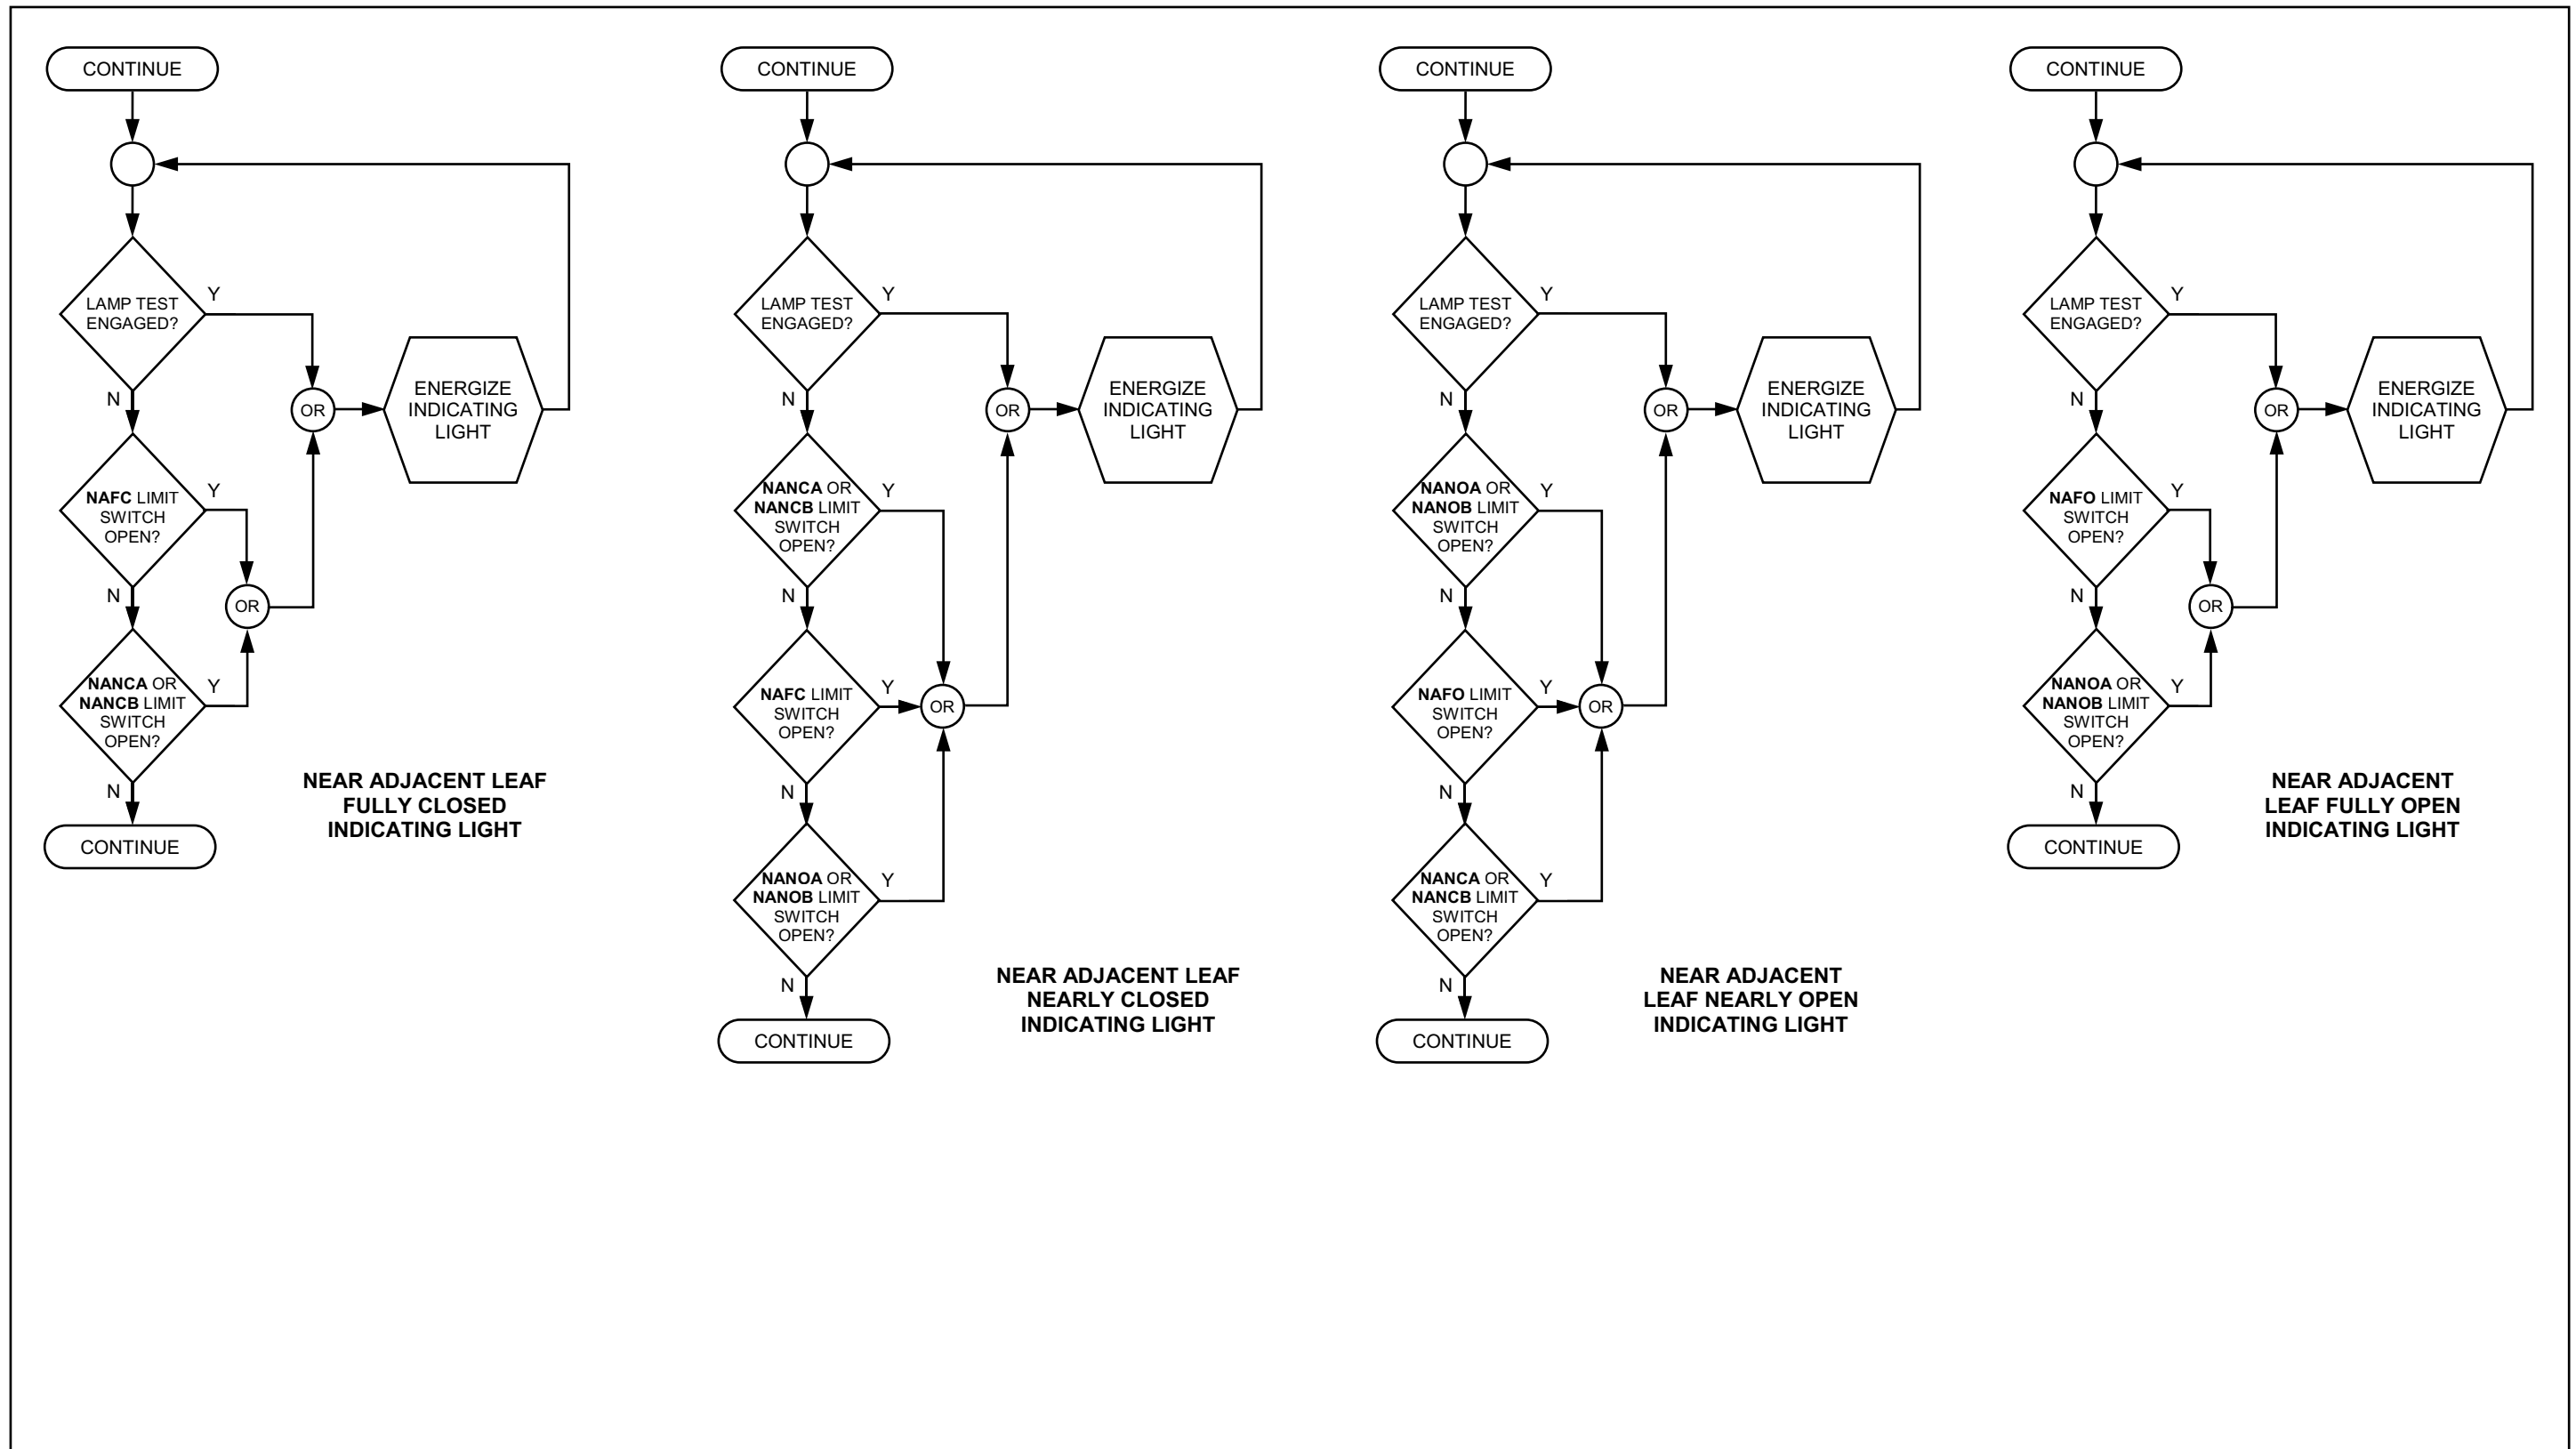 CONTINUE
LAMP TEST
ENGAGED?
Y
N
OR
ENERGIZE
INDICATING
LIGHT
NAFC LIMIT
SWITCH
OPEN?
Y
N
OR
NANCA OR
NANCB LIMIT
SWITCH
OPEN?
Y
N
CONTINUE
NEAR ADJACENT LEAF
FULLY CLOSED
INDICATING LIGHT
CONTINUE
LAMP TEST
ENGAGED?
Y
N
OR
ENERGIZE
INDICATING
LIGHT
NANCA OR
NANCB LIMIT
SWITCH
OPEN?
Y
N
NAFC LIMIT
SWITCH
OPEN?
Y
OR
N
NANOA OR
NANOB LIMIT
SWITCH
OPEN?
Y
N
CONTINUE
NEAR ADJACENT LEAF
NEARLY CLOSED
INDICATING LIGHT
CONTINUE
LAMP TEST
ENGAGED?
Y
N
OR
ENERGIZE
INDICATING
LIGHT
NANOA OR
NANOB LIMIT
SWITCH
OPEN?
Y
N
NAFO LIMIT
SWITCH
OPEN?
Y
OR
N
NANCA OR
NANCB LIMIT
SWITCH
OPEN?
Y
N
CONTINUE
NEAR ADJACENT
LEAF NEARLY OPEN
INDICATING LIGHT
CONTINUE
LAMP TEST
ENGAGED?
Y
N
OR
ENERGIZE
INDICATING
LIGHT
NAFO LIMIT
SWITCH
OPEN?
Y
N
OR
NANOA OR
NANOB LIMIT
SWITCH
OPEN?
Y
N
CONTINUE
NEAR ADJACENT
LEAF FULLY OPEN
INDICATING LIGHT